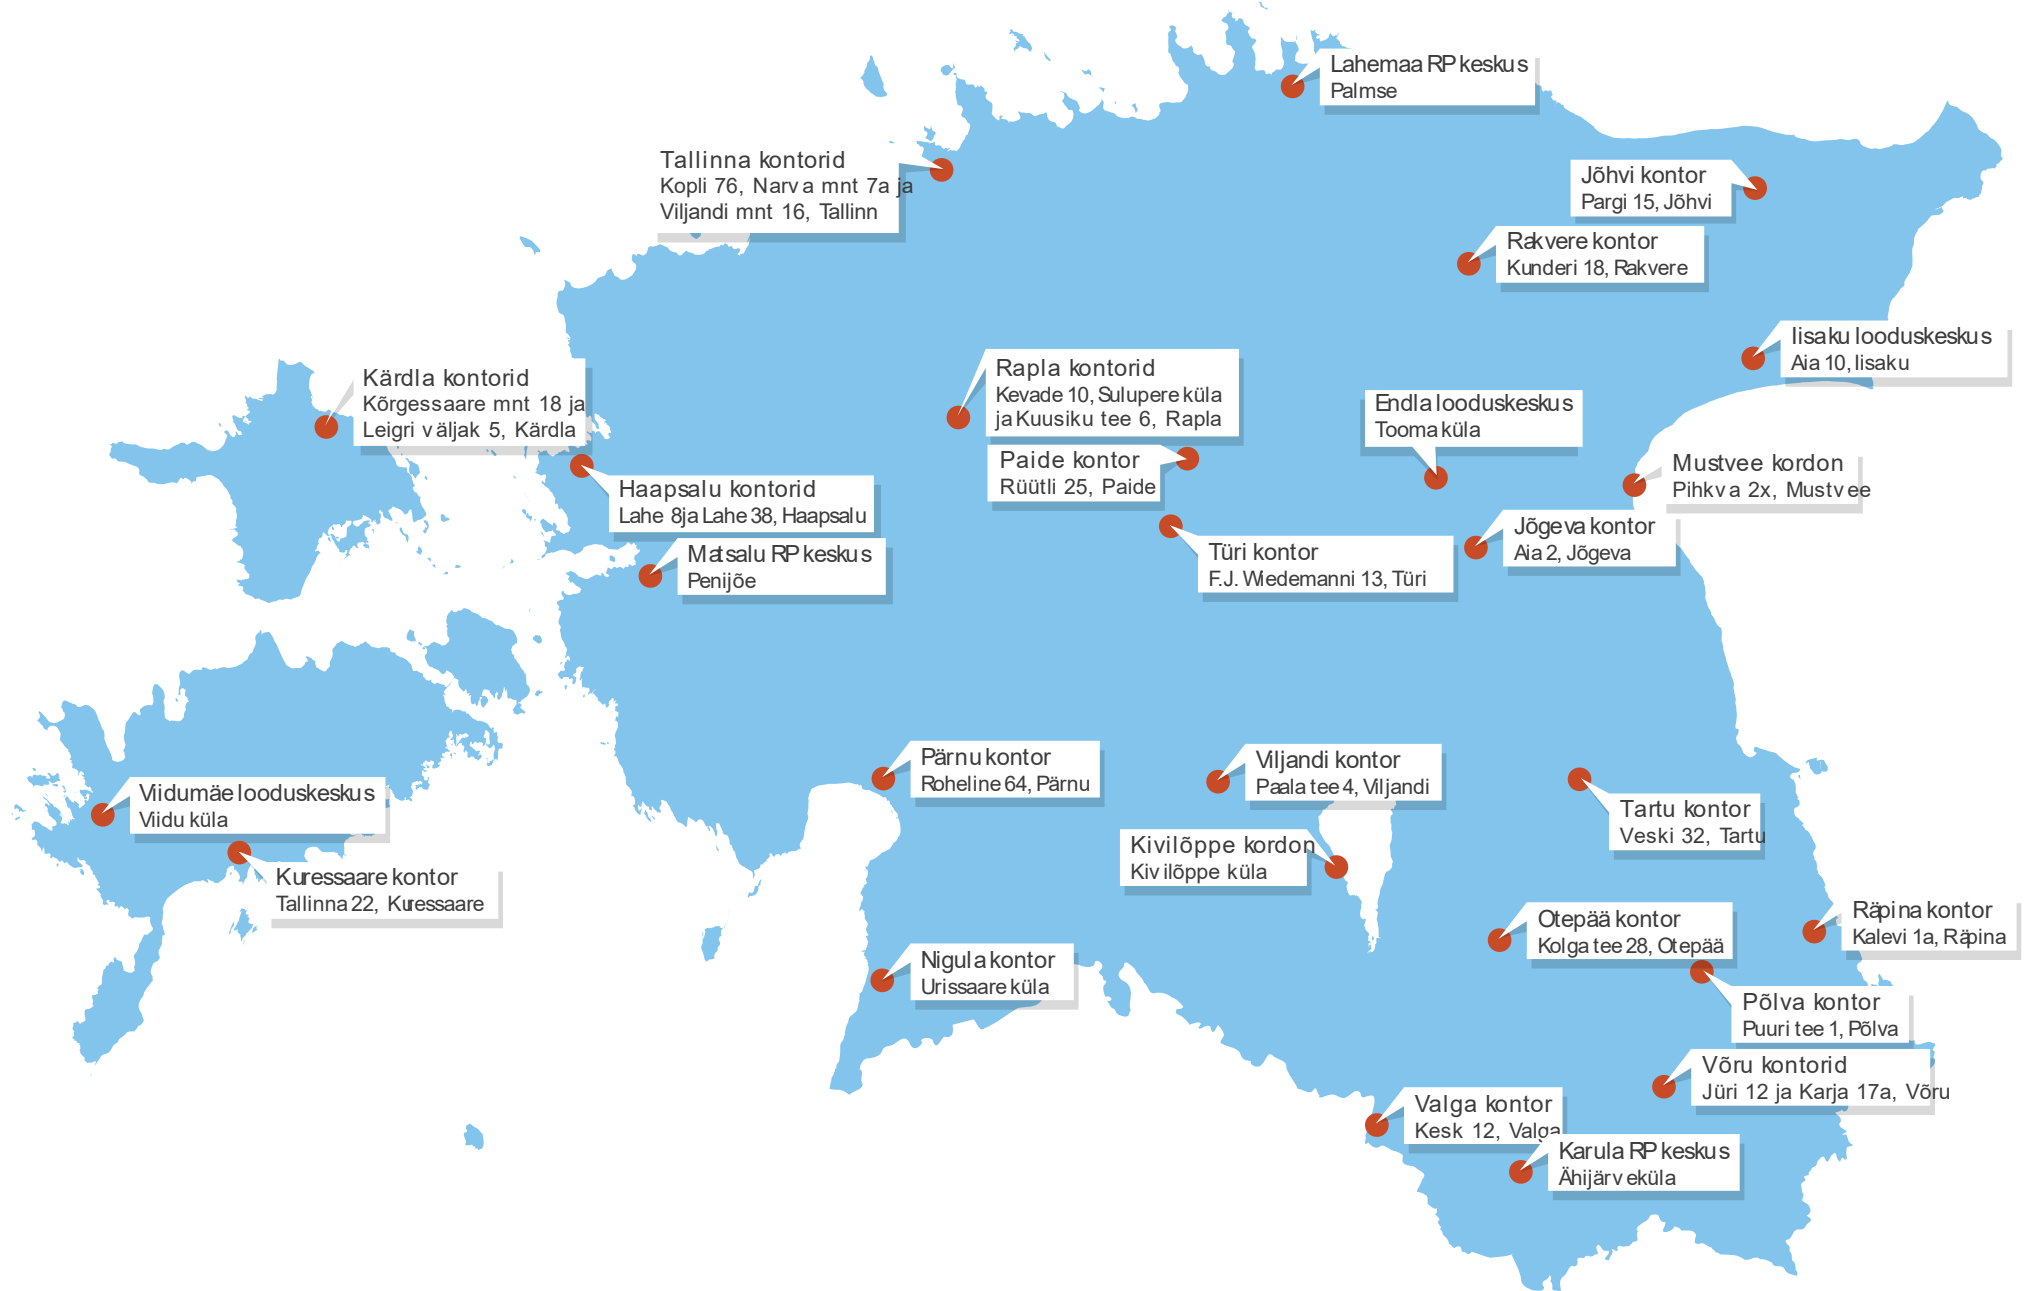 Lahemaa RP keskus
Palmse
Tallinna kontorid
Kopli 76, Narva mnt 7a ja
Viljandi mnt 16, Tallinn
Jõhvi kontor
Pargi 15, Jõhvi
Rakvere kontor
Kunderi 18, Rakvere
Iisaku looduskeskus
Aia 10, Iisaku
Kärdla kontorid
Kõrgessaare mnt 18 ja
Leigri väljak 5, Kärdla
Rapla kontorid
Kevade 10, Sulupere küla
ja Kuusiku tee 6, Rapla
Endla looduskeskus
Tooma küla
Paide kontor
Rüütli 25, Paide
Mustvee kordon
Pihkva 2x, Mustvee
Haapsalu kontorid
Lahe 8ja Lahe 38, Haapsalu
Jõgeva kontor
Aia 2, Jõgeva
Türi kontor
F.J. Wiedemanni 13, Türi
Matsalu RP keskus
Penijõe
Pärnu kontor
Roheline 64, Pärnu
Viljandi kontor
Paala tee 4, Viljandi
Viidumäe looduskeskus
Viidu küla
Tartu kontor
Veski 32, Tartu
Kivilõppe kordon
Kivilõppe küla
Kuressaare kontor
Tallinna 22, Kuressaare
Otepää kontor
Kolga tee 28, Otepää
Räpina kontor
Kalevi 1a, Räpina
Nigula kontor
Urissaare küla
Põlva kontor
Puuri tee 1, Põlva
Võru kontorid
Jüri 12 ja Karja 17a, Võru
Valga kontor
Kesk 12, Valga
Karula RP keskus
Ähijärve küla